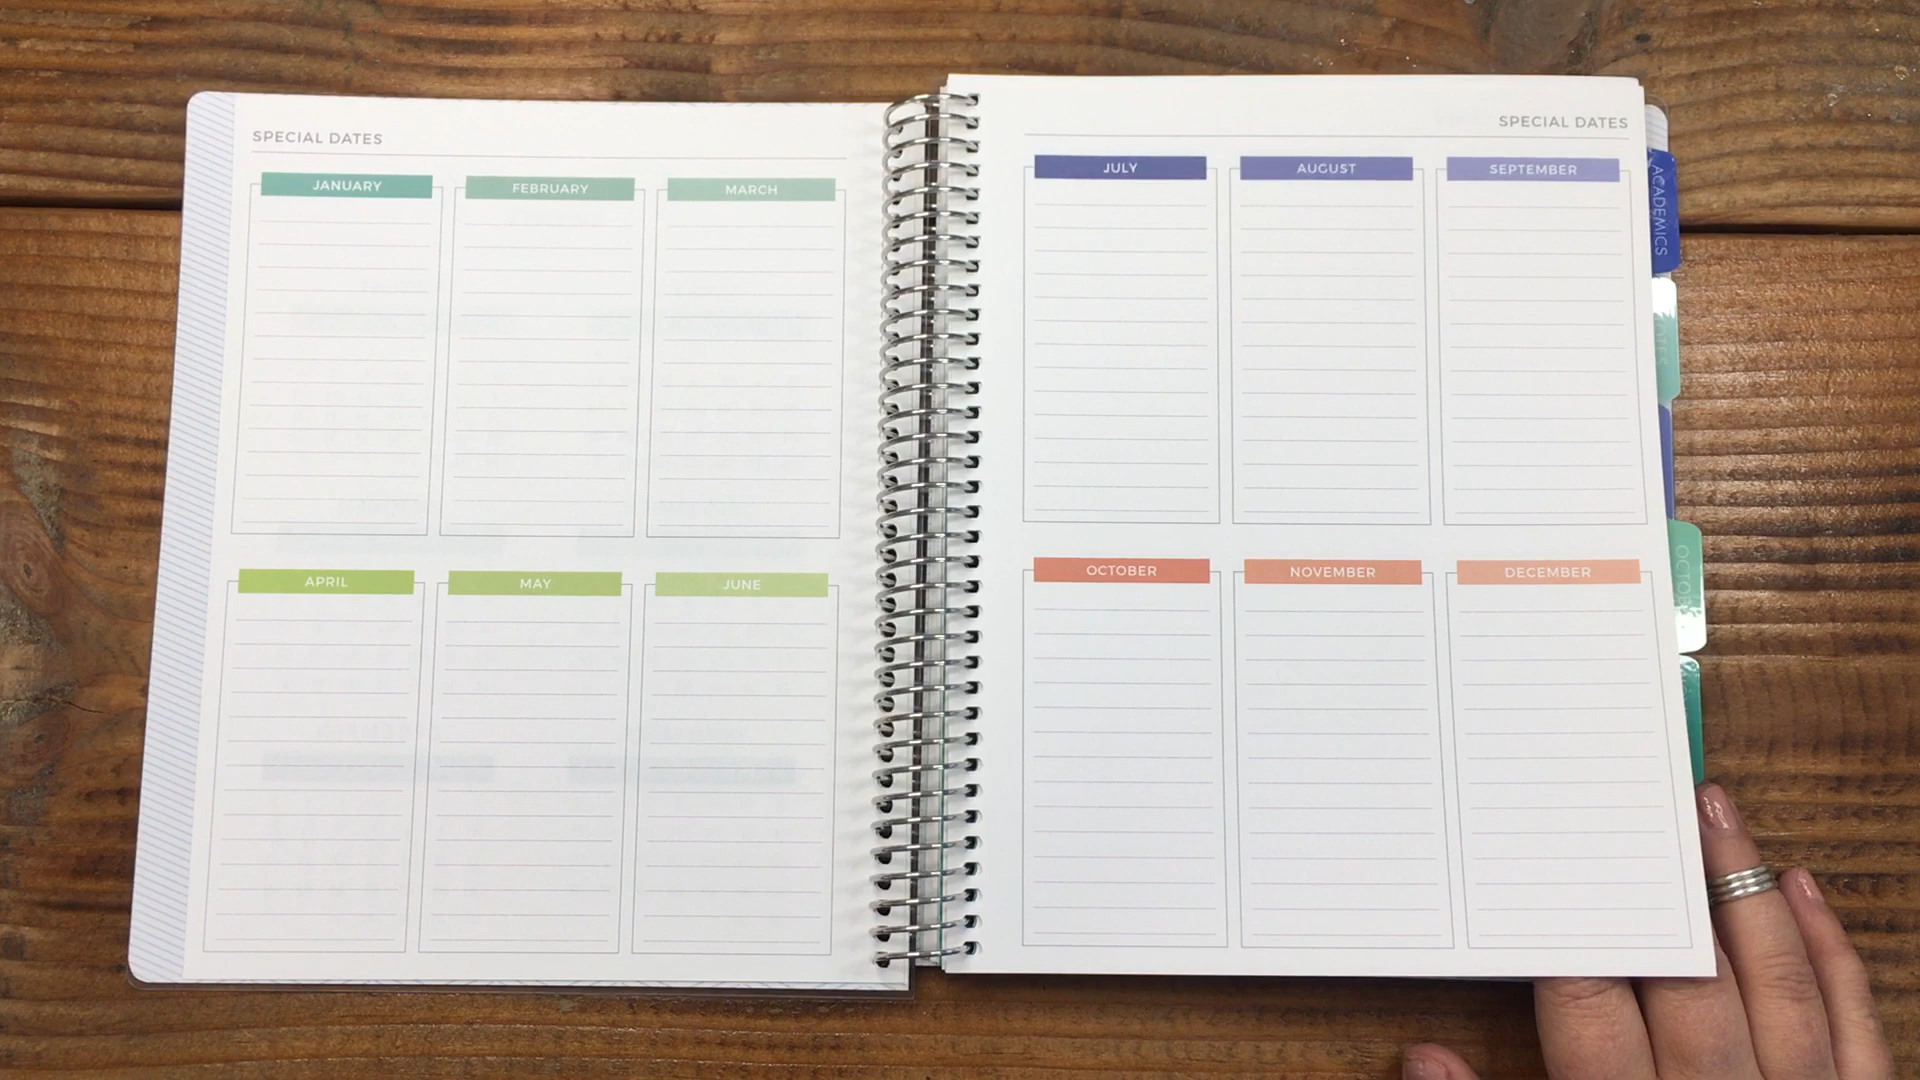 SPECIAL DATES
JANUARY
FEBRUARY
MARCH
APRIL
MAY
JUNE
SPECIAL DATES
JULY
AUGUST
SEPTEMBER
OCTOBER
NOVEMBER
DECEMBER
ACADEMICS